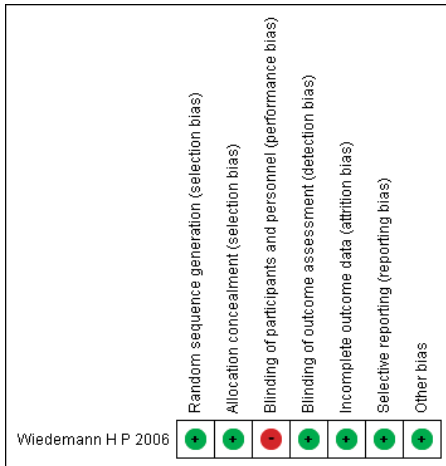 Random sequence generation (selection bias)
Allocation concealment (selection bias)
Blinding of participants and personnel (performance bias)
Blinding of outcome assessment (detection bias)
Incomplete outcome data (attrition bias)
Selective reporting (reporting bias)
Other bias
Wiedemann H P 2006 + + - + + + +